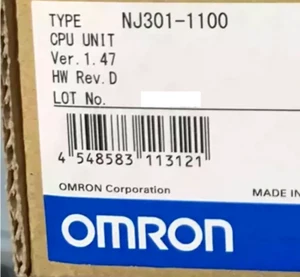 TYPE NJ301-1100
CPU UNIT
Ver.1.47
HW Rev.D
LOT No.
4 548583 113121
OMRON Corporation
MADE IN
OMRON